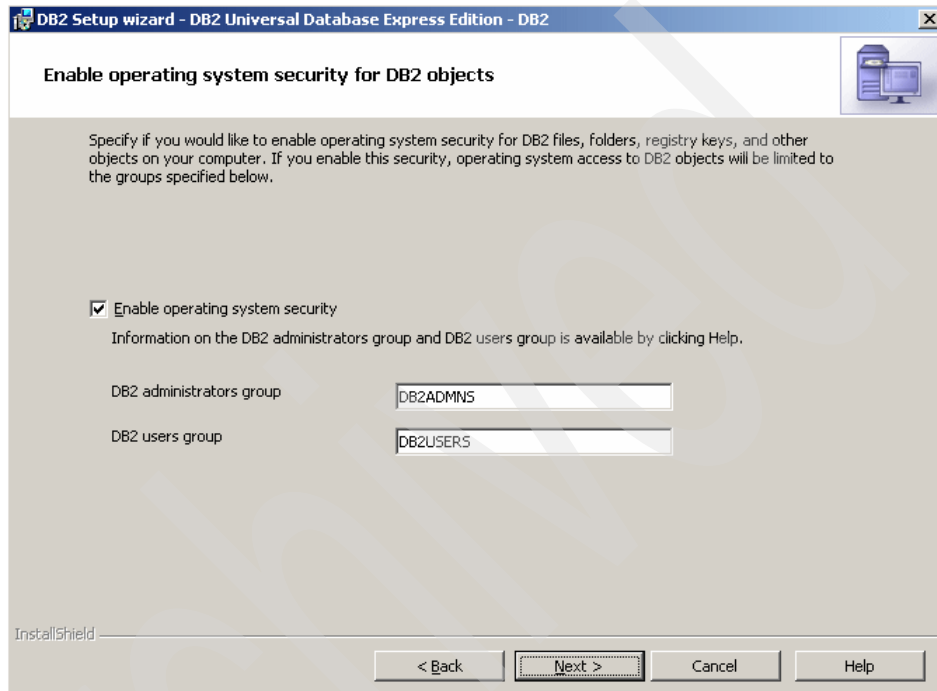 DB2 Setup wizard - DB2 Universal Database Express Edition - DB2
Enable operating system security for DB2 objects
Specify if you would like to enable operating system security for DB2 files, folders, registry keys, and other
objects on your computer. If you enable this security, operating system access to DB2 objects will be limited to
the groups specified below.
Enable operating system security
Information on the DB2 administrators group and DB2 users group is available by clicking Help.
DB2 administrators group
DB2ADMNS
DB2 users group
DB2USERS
InstallShield
< Back
Next >
Cancel
Help